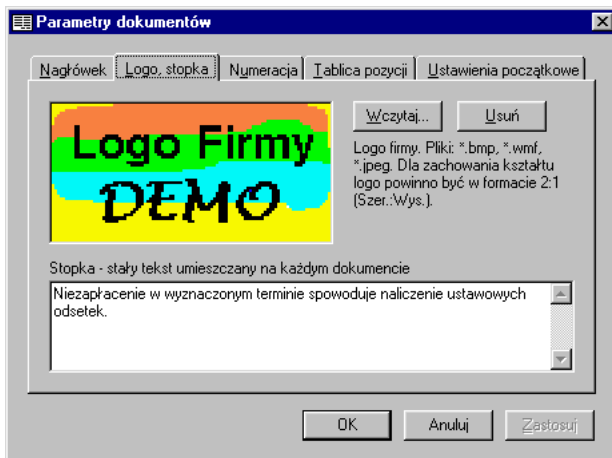 Parametry dokumentów
Nagłówek Logo, stopka Numeracja Tablica pozycji Ustawienia początkowe
Logo Firmy
DEMO
Wczytaj... Usuń
Logo firmy. Pliki: *.bmp, *.wmf,
*.jpeg. Dla zachowania kształtu
logo powinno być w formacie 2:1
(Szer.:Wys.).
Stopka - stały tekst umieszczany na każdym dokumencie
Niezapłacenie w wyznaczonym terminie spowoduje naliczenie ustawowych
odsetek.
OK Anuluj Zastosuj